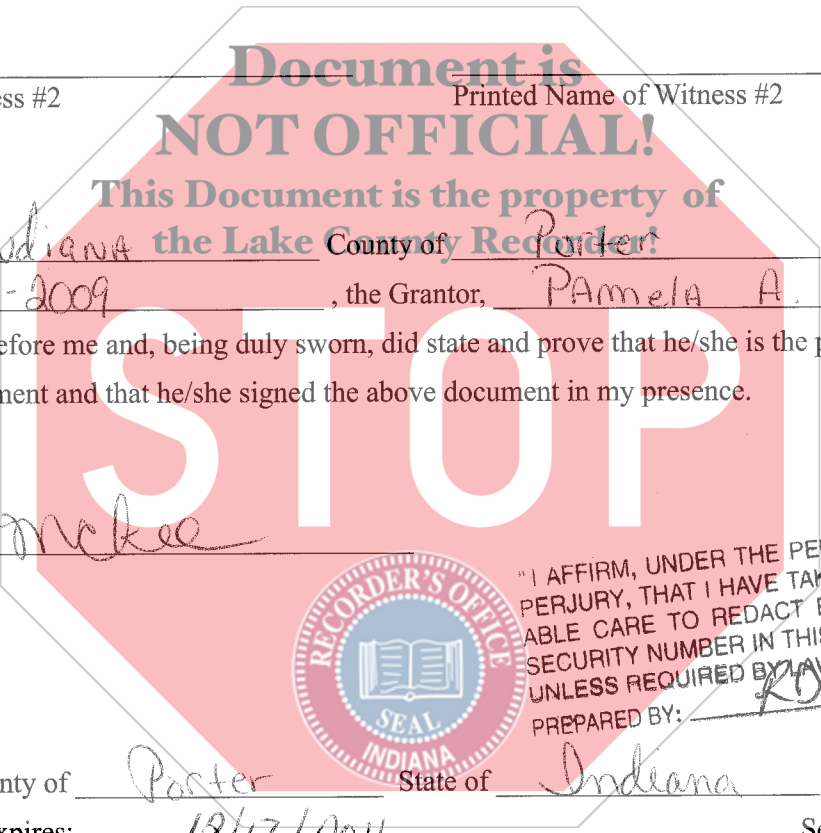 Document is
ess #2 Printed Name of Witness #2
NOT OFFICIAL!
This Document is the property of
the Lake County Recorder!
ndiana County of Porter
-2009 , the Grantor, PAmelA A.
efore me and, being duly sworn, did state and prove that he/she is the p
ment and that he/she signed the above document in my presence.
STOP
McKee
"I AFFIRM, UNDER THE PE
PERJURY, THAT I HAVE TAK
ABLE CARE TO REDACT E
SECURITY NUMBER IN THIS
UNLESS REQUIRED BY LAW
PREPARED BY:
RECORDER'S OFFICE
SEAL
INDIANA
nty of Porter State of Indiana
xpires: